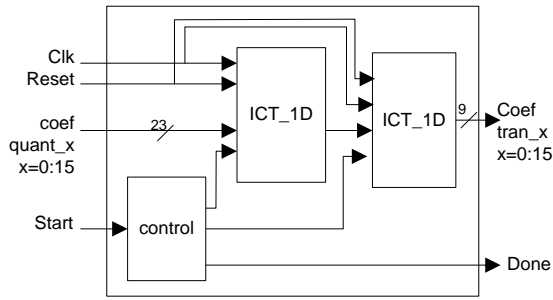 Clk
Reset
coef
quant_x
x=0:15
23
ICT_1D
ICT_1D
9
Coef
tran_x
x=0:15
Start
control
Done